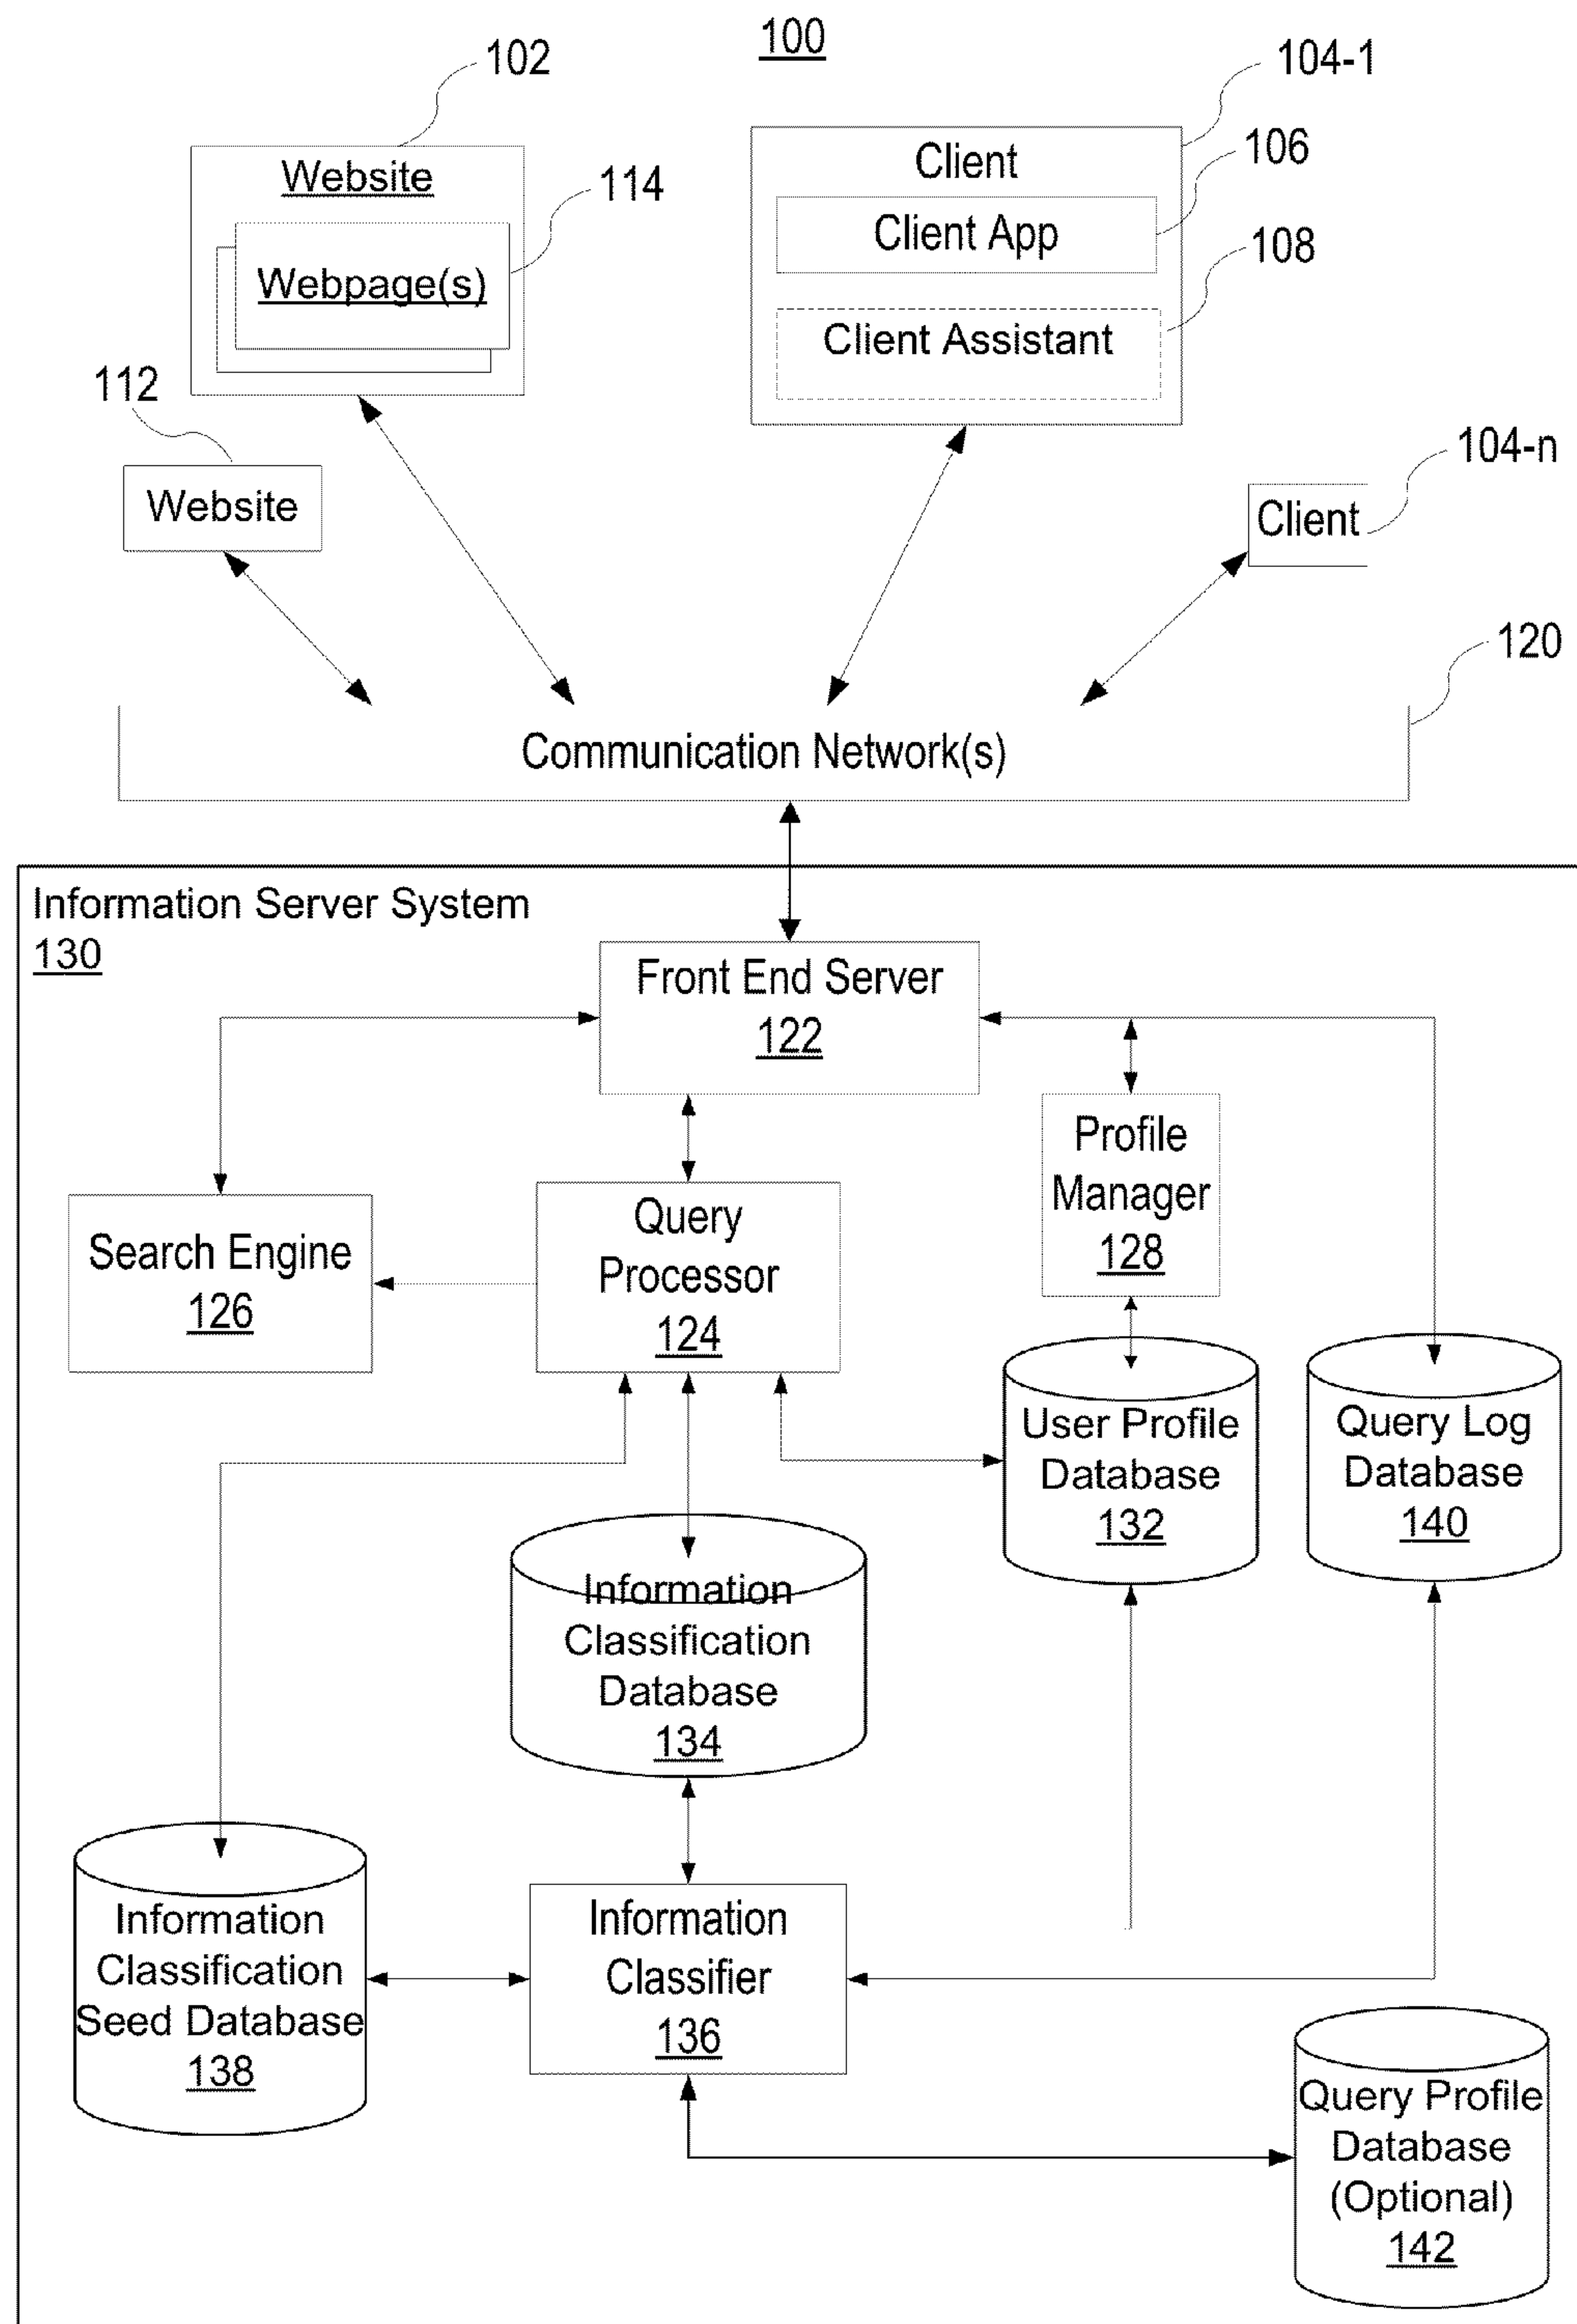 100
102
104-1
Website
Client
106
114
Client App
Webpage(s)
108
Client Assistant
112
104-n
Website
Client
120
Communication Network(s)
Information Server System
130
Front End Server
122
Profile
Manager
128
Query
Processor
124
Search Engine
126
User Profile
Database
132
Query Log
Database
140
Information
Classification
Database
134
Information
Classification
Seed Database
138
Information
Classifier
136
Query Profile
Database
(Optional)
142